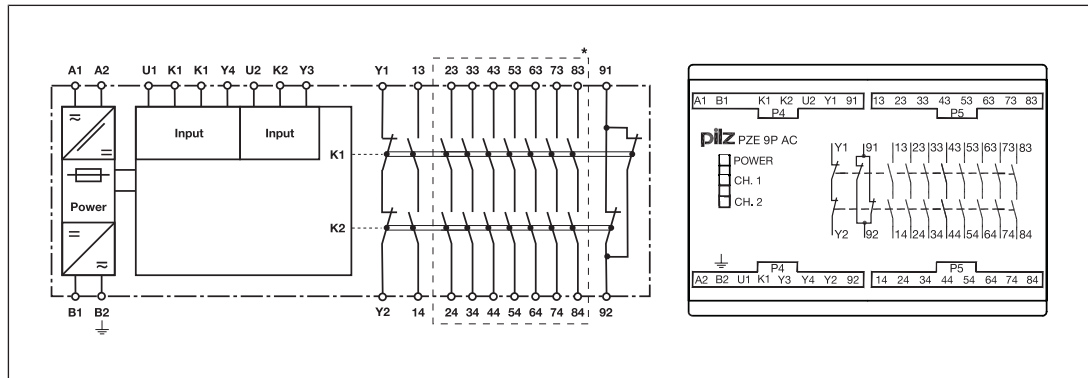 *
A1 A2 U1 K1 K1 Y4 U2 K2 Y3 Y1 13 23 33 43 53 63 73 83 91
Input Input
K1
Power
K2
B1 B2 Y2 14 24 34 44 54 64 74 84 92
A1 B1 K1 K2 U2 Y1 91 13 23 33 43 53 63 73 83
P4 P5
pilz PZE 9P AC
POWER
CH. 1
CH. 2
Y1 91 13 23 33 43 53 63 73 83
Y2 92 14 24 34 44 54 64 74 84
P4 P5
A2 B2 U1 K1 Y3 Y4 Y2 92 14 24 34 44 54 64 74 84